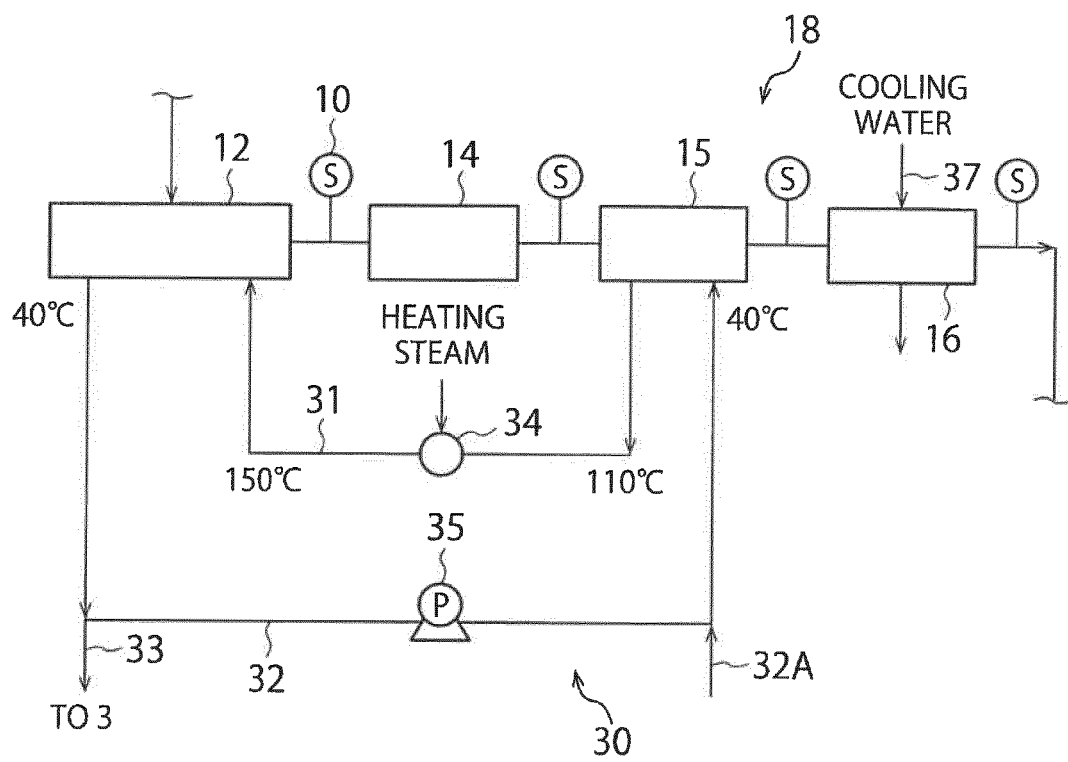 18
COOLING
WATER
10
12
S
14
S
15
S
37
S
40℃
HEATING
STEAM
40℃
16
31
34
150℃
110℃
35
P
33
32
32A
TO 3
30